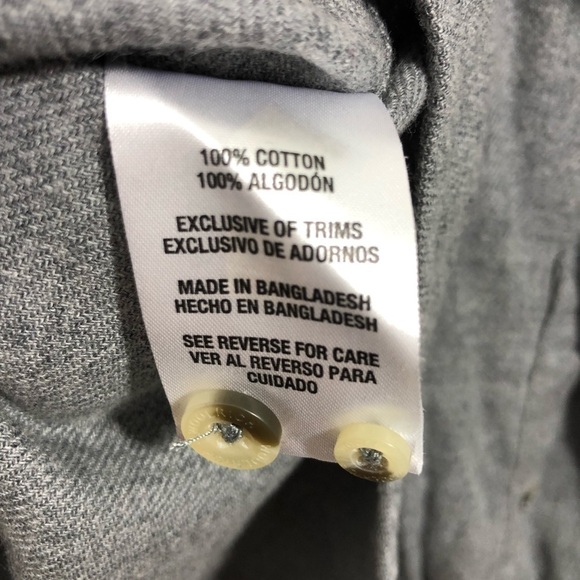 100% COTTON
100% ALGODÓN
EXCLUSIVE OF TRIMS
EXCLUSIVO DE ADORNOS
MADE IN BANGLADESH
HECHO EN BANGLADESH
SEE REVERSE FOR CARE
VER AL REVERSO PARA
CUIDADO